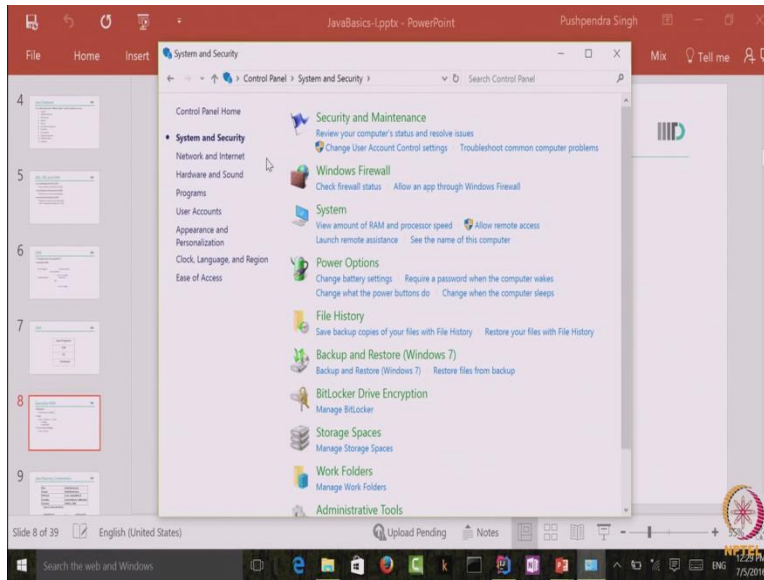 JavaBasics-I.pptx - PowerPoint
Pushpendra Singh
File Home Insert
Mix Tell me
System and Security
Control Panel > System and Security >
Search Control Panel
Control Panel Home
System and Security
Network and Internet
Hardware and Sound
Programs
User Accounts
Appearance and
Personalization
Clock, Language, and Region
Ease of Access
Security and Maintenance
Review your computer's status and resolve issues
Change User Account Control settings Troubleshoot common computer problems
Windows Firewall
Check firewall status Allow an app through Windows Firewall
System
View amount of RAM and processor speed Allow remote access
Launch remote assistance See the name of this computer
Power Options
Change battery settings Require a password when the computer wakes
Change what the power buttons do Change when the computer sleeps
File History
Save backup copies of your files with File History Restore your files with File History
Backup and Restore (Windows 7)
Backup and Restore (Windows 7) Restore files from backup
BitLocker Drive Encryption
Manage BitLocker
Storage Spaces
Manage Storage Spaces
Work Folders
Manage Work Folders
Administrative Tools
4
5
6
7
8
9
IIID
Slide 8 of 39 English (United States) Upload Pending Notes
NPTEL
Search the web and Windows
ENG